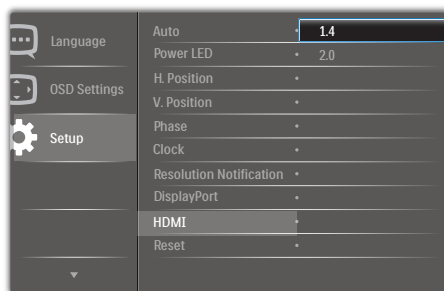 Language
OSD Settings
Setup
Auto
Power LED
H. Position
V. Position
Phase
Clock
Resolution Notification
DisplayPort
HDMI
Reset
1.4
2.0